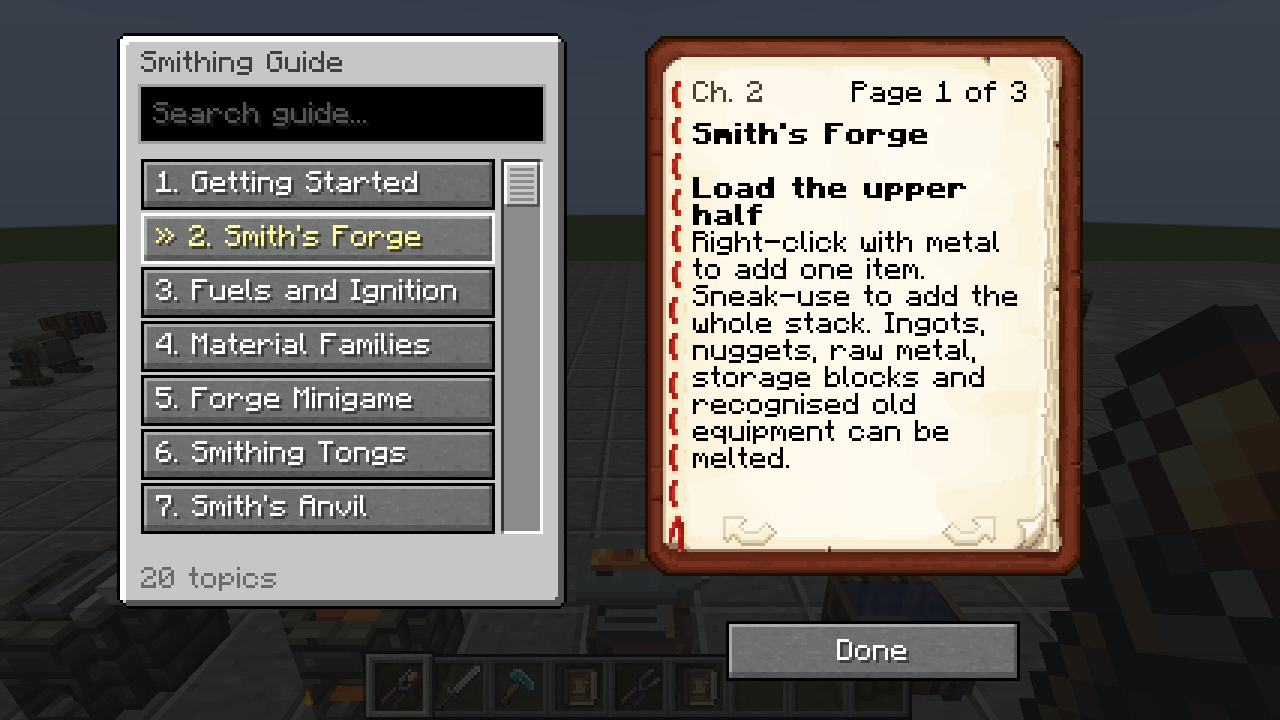 Smithing Guide
Search guide...
1. Getting Started
» 2. Smith's Forge
3. Fuels and Ignition
4. Material Families
5. Forge Minigame
6. Smithing Tongs
7. Smith's Anvil
20 topics
Ch. 2
Page 1 of 3
Smith's Forge
Load the upper
half
Right-click with metal
to add one item.
Sneak-use to add the
whole stack. Ingots,
nuggets, raw metal,
storage blocks and
recognised old
equipment can be
melted.
Done